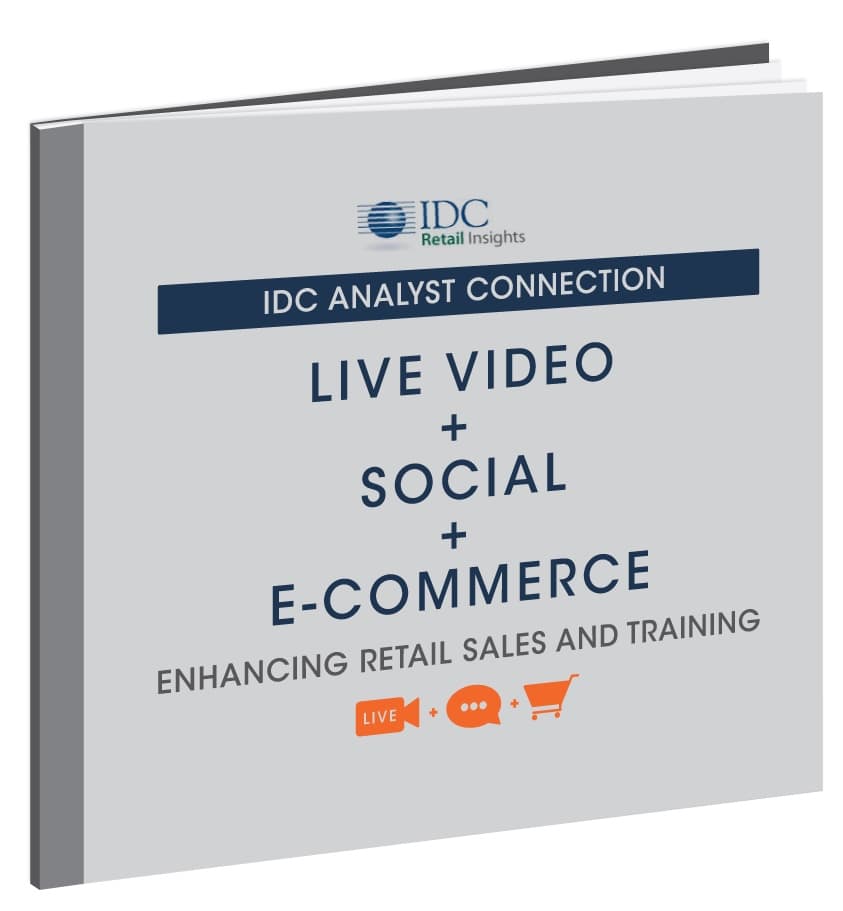 IDC
Retail Insights
IDC ANALYST CONNECTION
LIVE VIDEO
+
SOCIAL
+
E-COMMERCE
ENHANCING RETAIL SALES AND TRAINING
LIVE + +